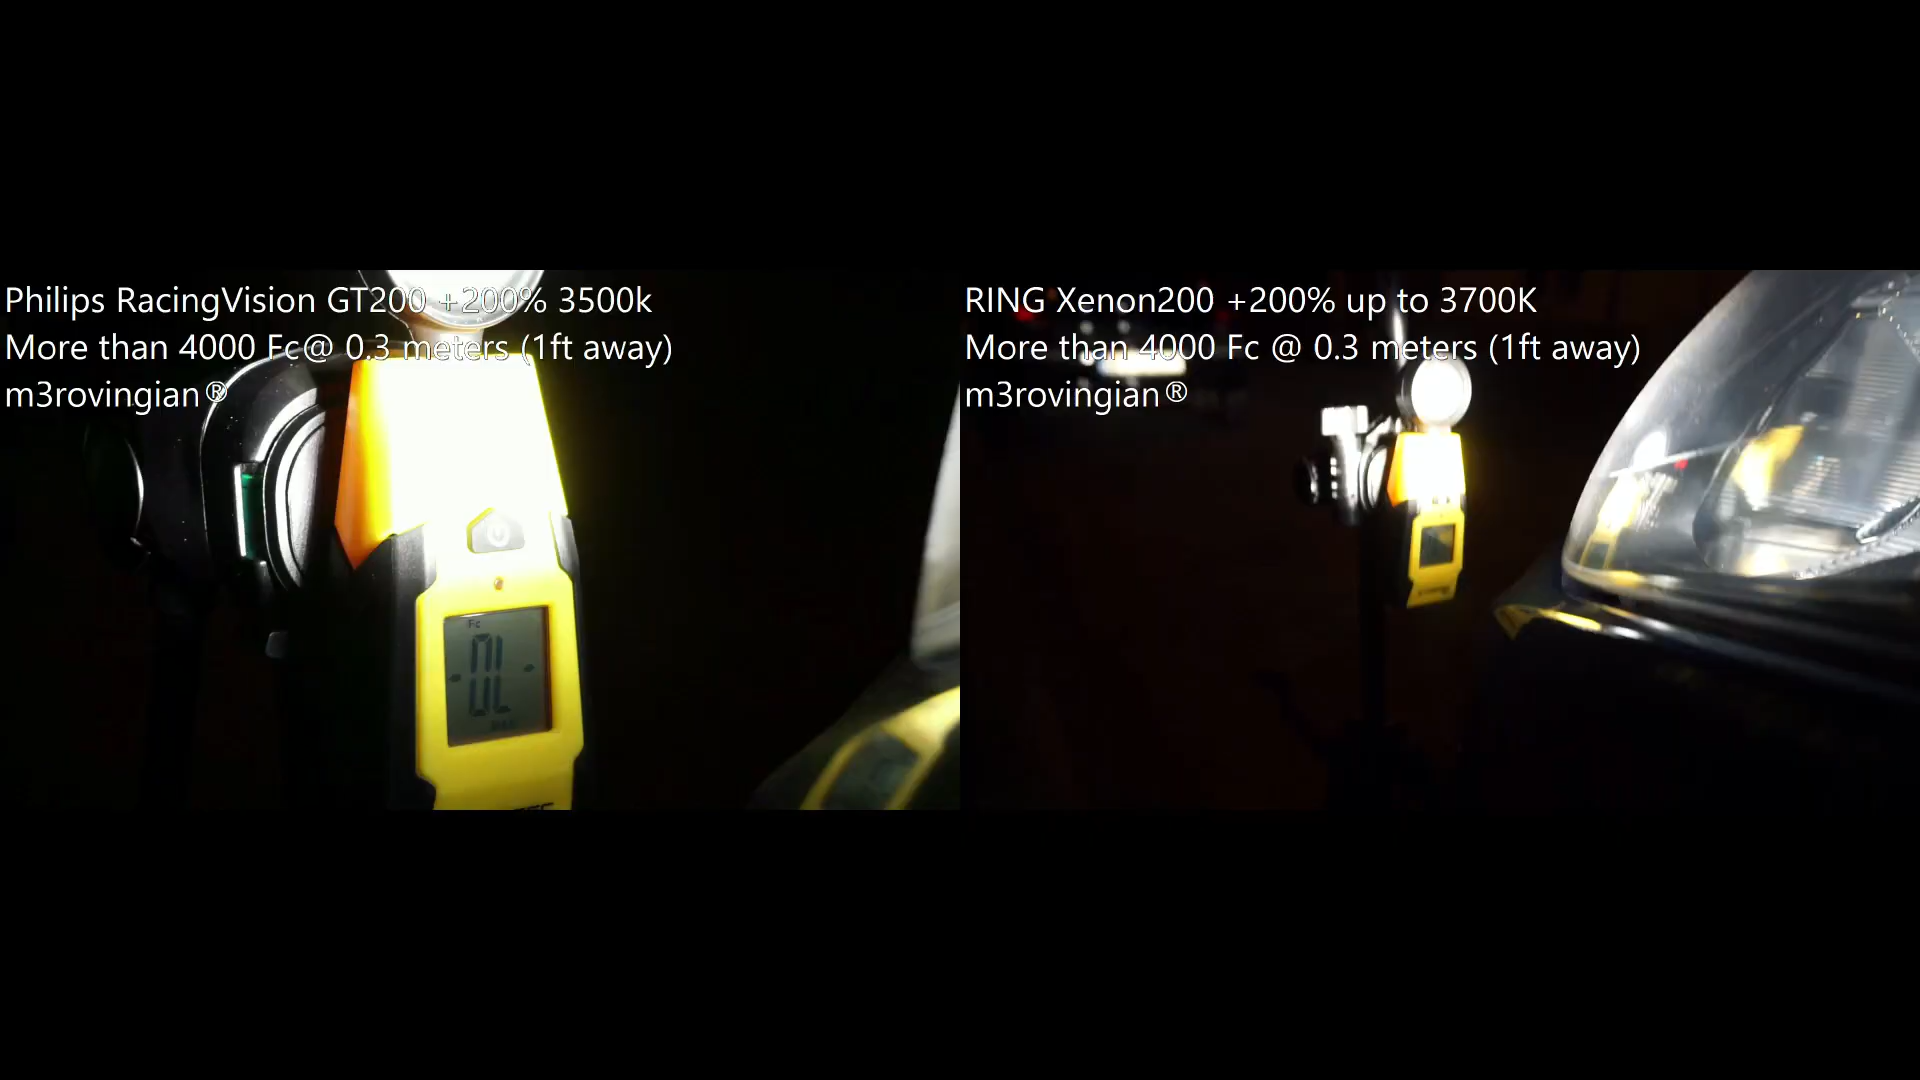 Philips RacingVision GT200 +200% 3500k
More than 4000 Fc@ 0.3 meters (1ft away)
m3rovingian®
RING Xenon200 +200% up to 3700K
More than 4000 Fc @ 0.3 meters (1ft away)
m3rovingian®
Fc
OL